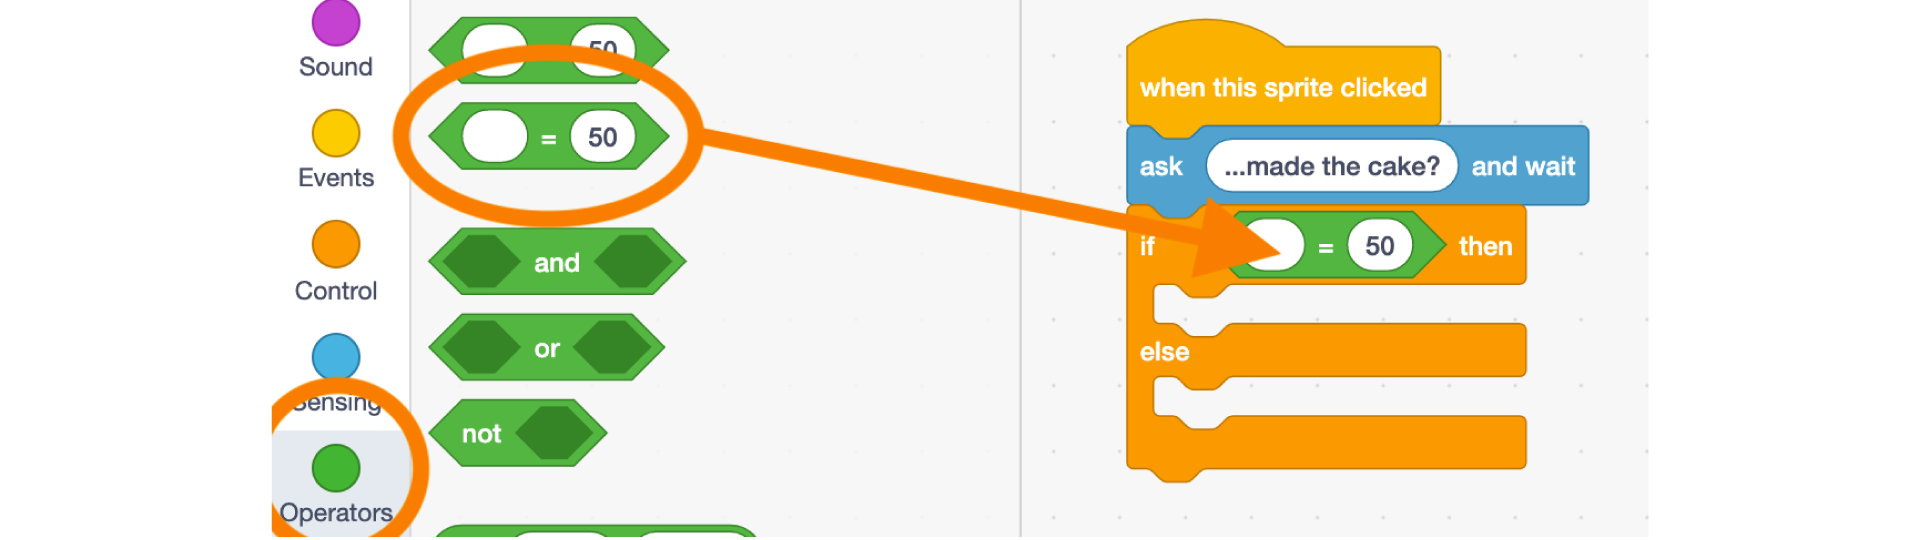 Sound
Events
Control
Sensing
Operators
50
= 50
and
or
not
when this sprite clicked
ask ...made the cake? and wait
if = 50 then
else